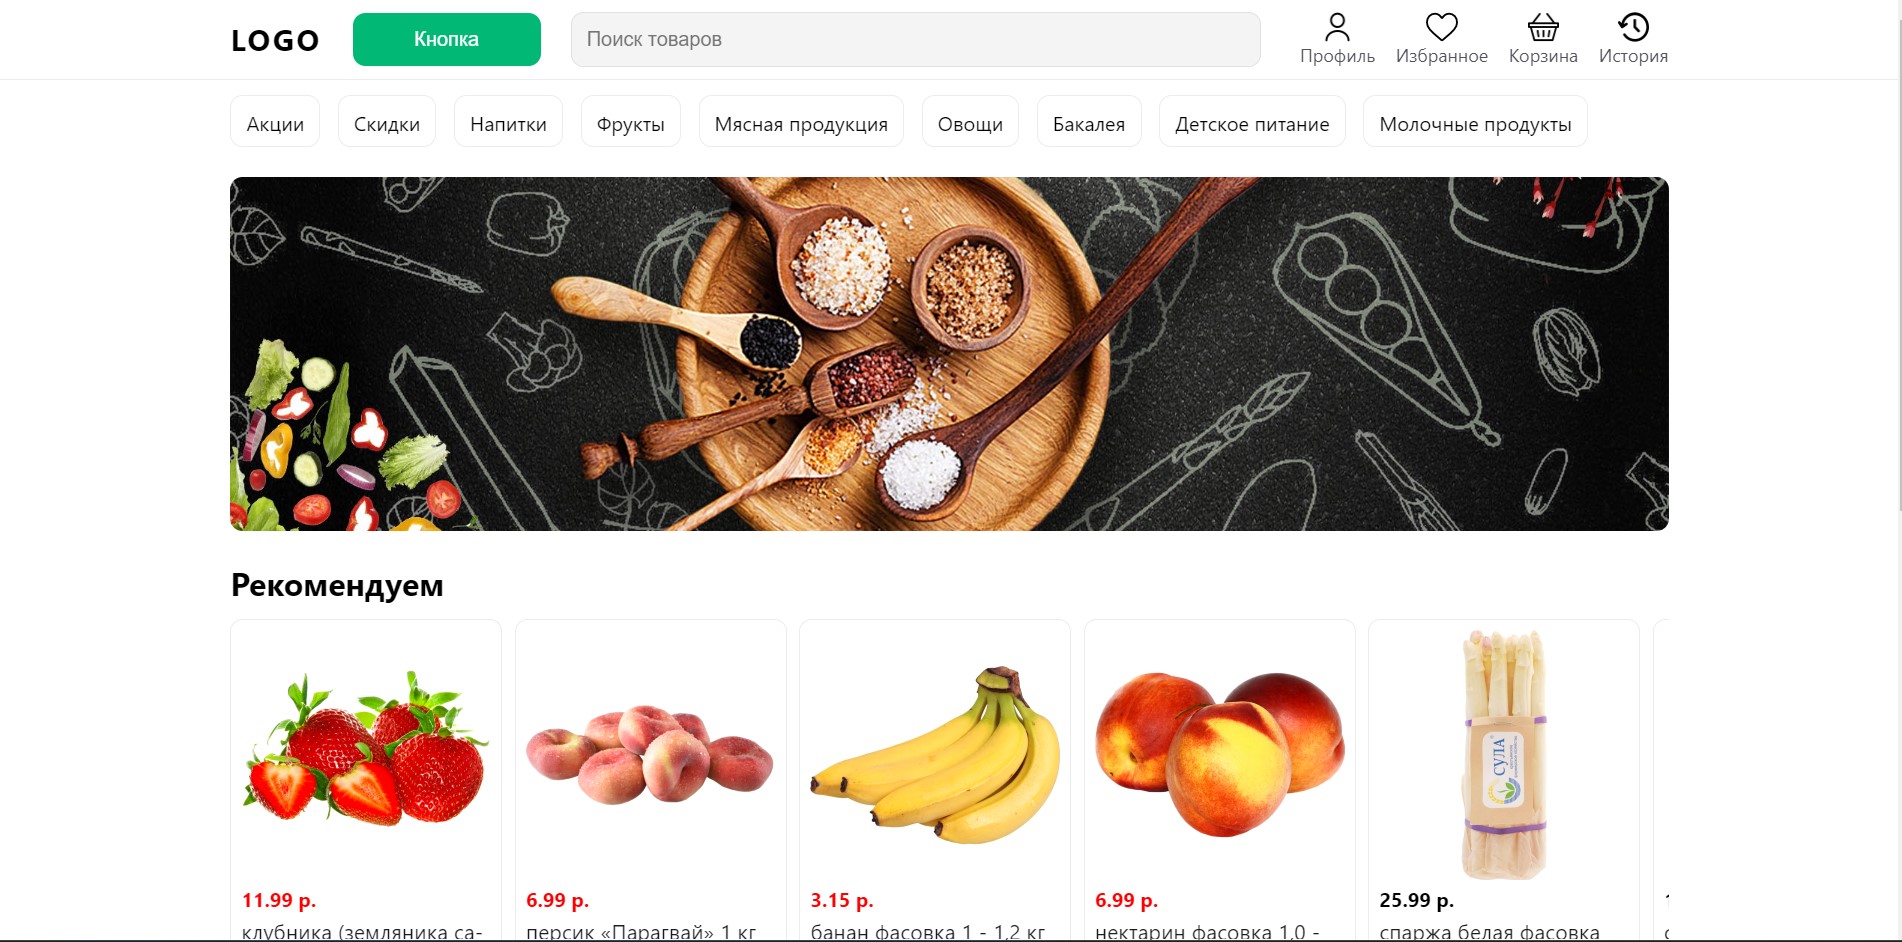 LOGO
Кнопка
Поиск товаров
Профиль
Избранное
Корзина
История
Акции
Скидки
Напитки
Фрукты
Мясная продукция
Овощи
Бакалея
Детское питание
Молочные продукты
Рекомендуем
11.99 р.
клубника (земляника са-
6.99 р.
персик «Парагвай» 1 кг
3.15 р.
банан фасовка 1 - 1,2 кг
6.99 р.
нектарин фасовка 1,0 -
СУЛА
25.99 р.
спаржа белая фасовка